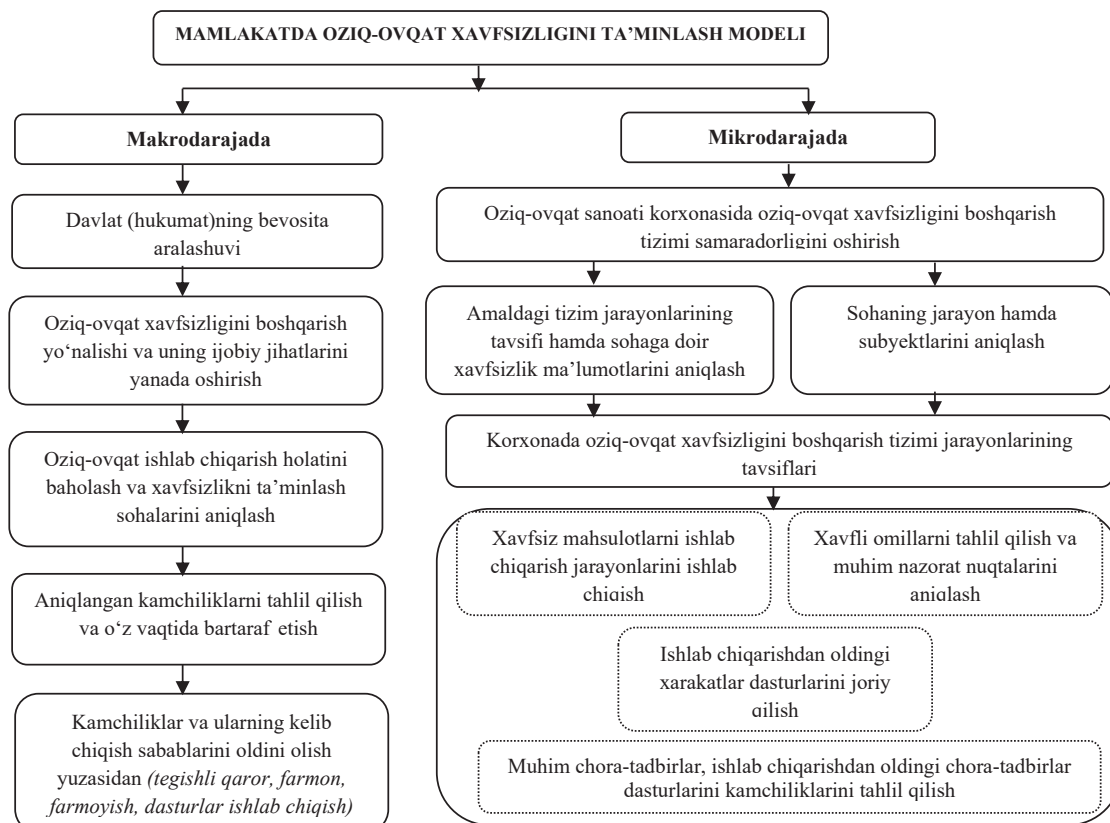 MAMLAKATDA OZIQ-OVQAT XAVFSIZLIGINI TA’MINLASH MODELI
Makrodarajada
Davlat (hukumat)ning bevosita
aralashuvi
Oziq-ovqat xavfsizligini boshqarish
yo‘nalishi va uning ijobiy jihatlarini
yanada oshirish
Oziq-ovqat ishlab chiqarish holatini
baholash va xavfsizlikni ta’minlash
sohalarini aniqlash
Aniqlangan kamchiliklarni tahlil qilish
va o‘z vaqtida bartaraf etish
Kamchiliklar va ularning kelib
chiqish sabablarini oldini olish
yuzasidan (tegishli qaror, farmon,
farmoyish, dasturlar ishlab chiqish)
Mikrodarajada
Oziq-ovqat sanoati korxonasida oziq-ovqat xavfsizligini boshqarish
tizimi samaradorligini oshirish
Amaldagi tizim jarayonlarining
tavsifi hamda sohaga doir
xavfsizlik ma’lumotlarini aniqlash
Sohaning jarayon hamda
subyektlarini aniqlash
Korxonada oziq-ovqat xavfsizligini boshqarish tizimi jarayonlarining
tavsiflari
Xavfsiz mahsulotlarni ishlab
chiqarish jarayonlarini ishlab
chiqish
Xavfli omillarni tahlil qilish va
muhim nazorat nuqtalarini
aniqlash
Ishlab chiqarishdan oldingi
xarakatlar dasturlarini joriy
qilish
Muhim chora-tadbirlar, ishlab chiqarishdan oldingi chora-tadbirlar
dasturlarini kamchiliklarini tahlil qilish